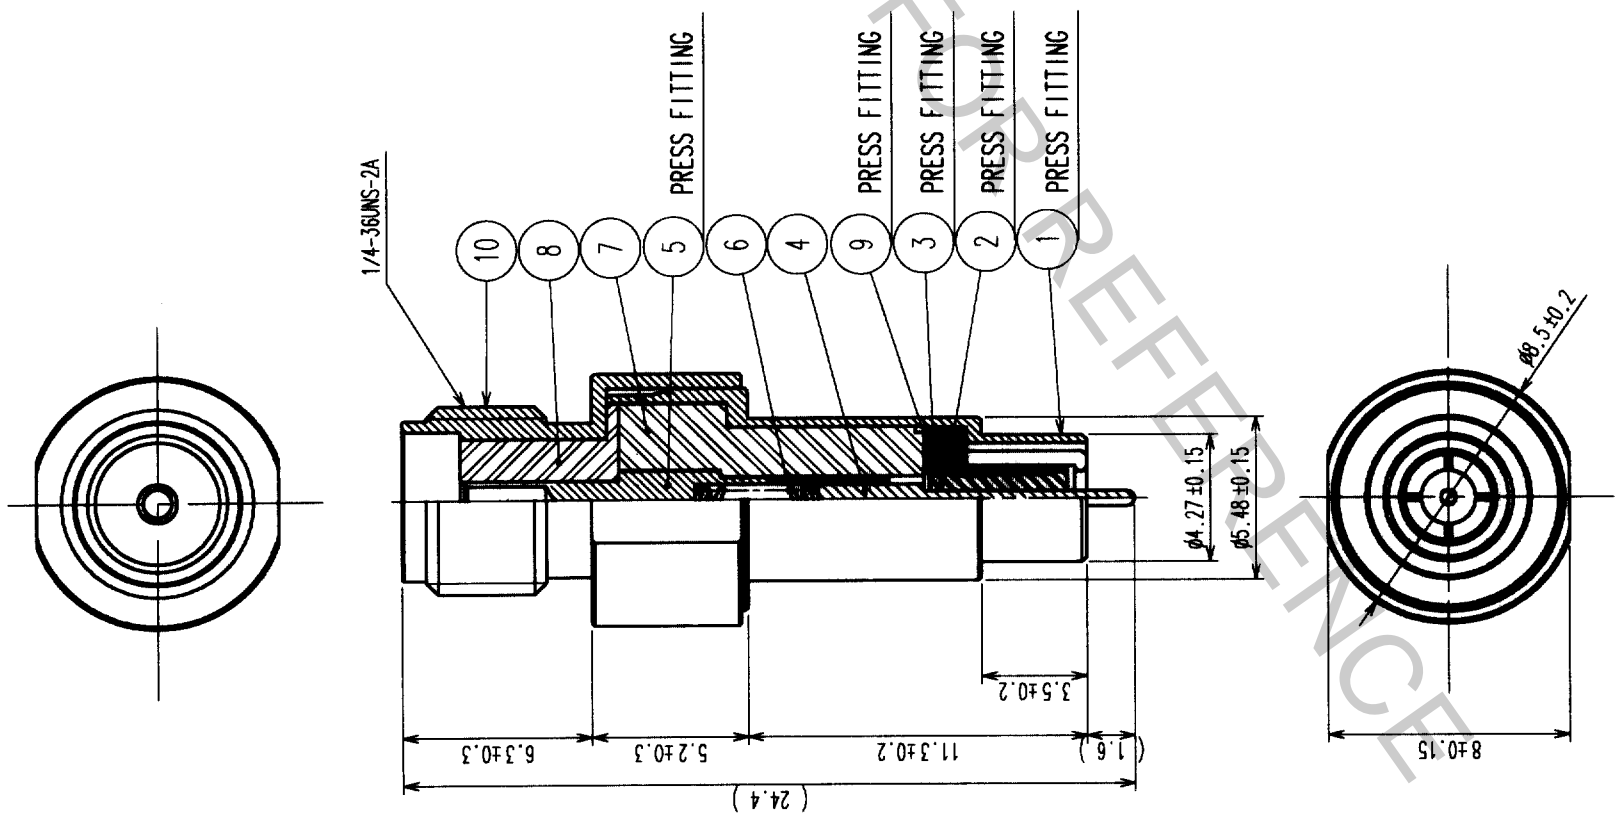 1/4-36UNS-2A
10
8
7
5
PRESS FITTING
6
4
9
PRESS FITTING
3
PRESS FITTING
2
PRESS FITTING
1
PRESS FITTING
FOR REFERENCE
ø4.27±0.15
ø5.48±0.15
ø8.5±0.2
3.5±0.2
6.3±0.3
5.2±0.3
11.3±0.2
( 1.6 )
( 24.4 )
8±0.15